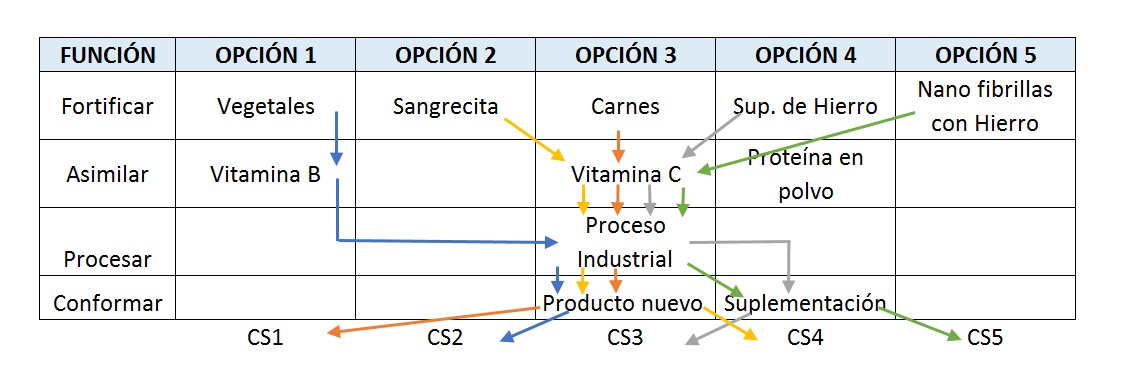 FUNCIÓN OPCIÓN 1 OPCIÓN 2 OPCIÓN 3 OPCIÓN 4 OPCIÓN 5
Fortificar Vegetales Sangrecita Carnes Sup. de Hierro Nano fibrillas
con Hierro
Asimilar Vitamina B Vitamina C Proteína en
polvo
Proceso
Procesar Industrial
Conformar Producto nuevo Suplementación
CS1 CS2 CS3 CS4 CS5